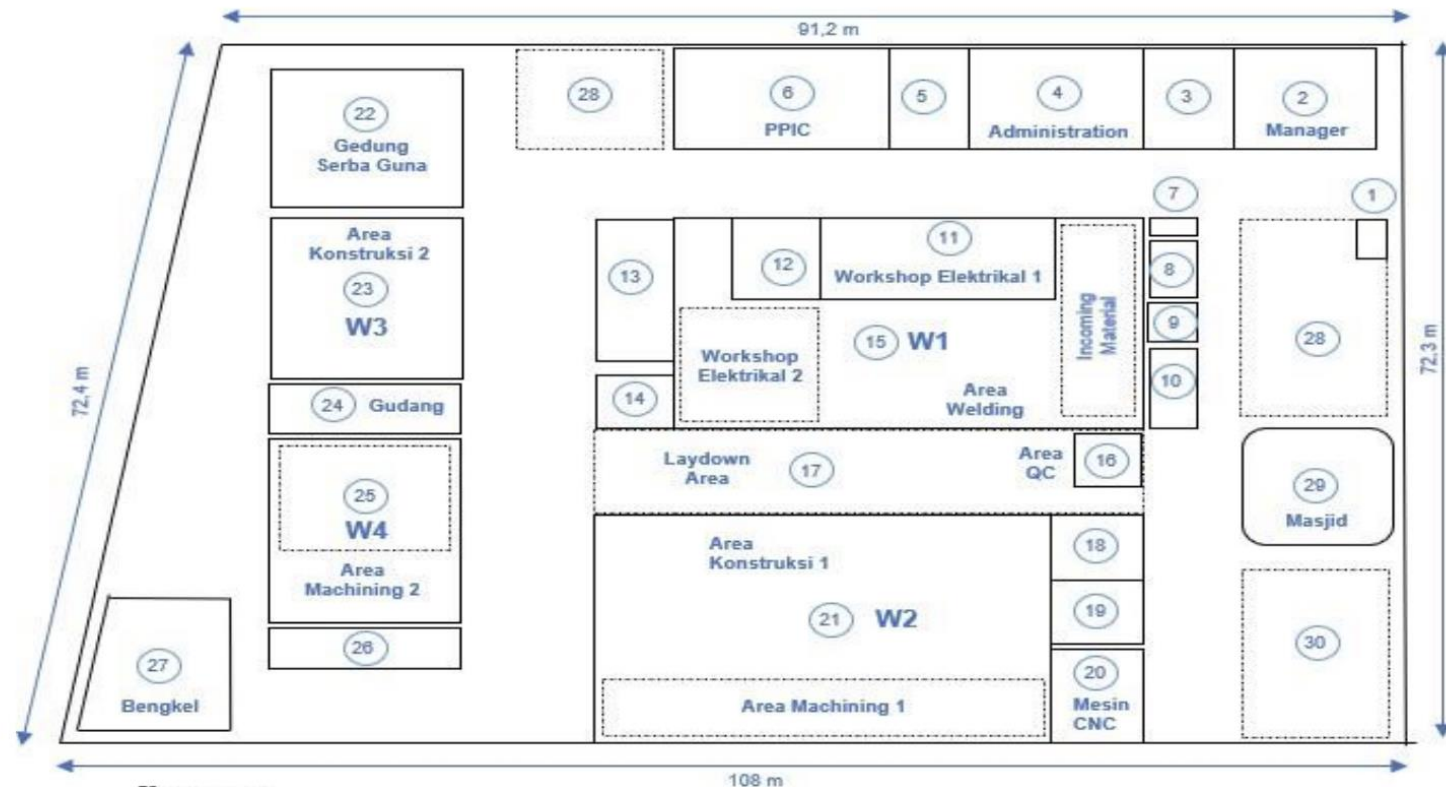 91,2 m
28
6
PPIC
5
4
Administration
3
2
Manager
22
Gedung
Serba Guna
7
1
Area
Konstruksi 2
23
W3
13
12
11
Workshop Elektrikal 1
Incoming
Material
8
9
10
28
72,3 m
72,4 m
15 W1
Workshop
Elektrikal 2
Area
Welding
14
24 Gudang
Laydown
Area
17
Area
QC
16
25
W4
Area
Machining 2
29
Masjid
Area
Konstruksi 1
18
19
21 W2
26
27
Bengkel
Area Machining 1
20
Mesin
CNC
30
108 m